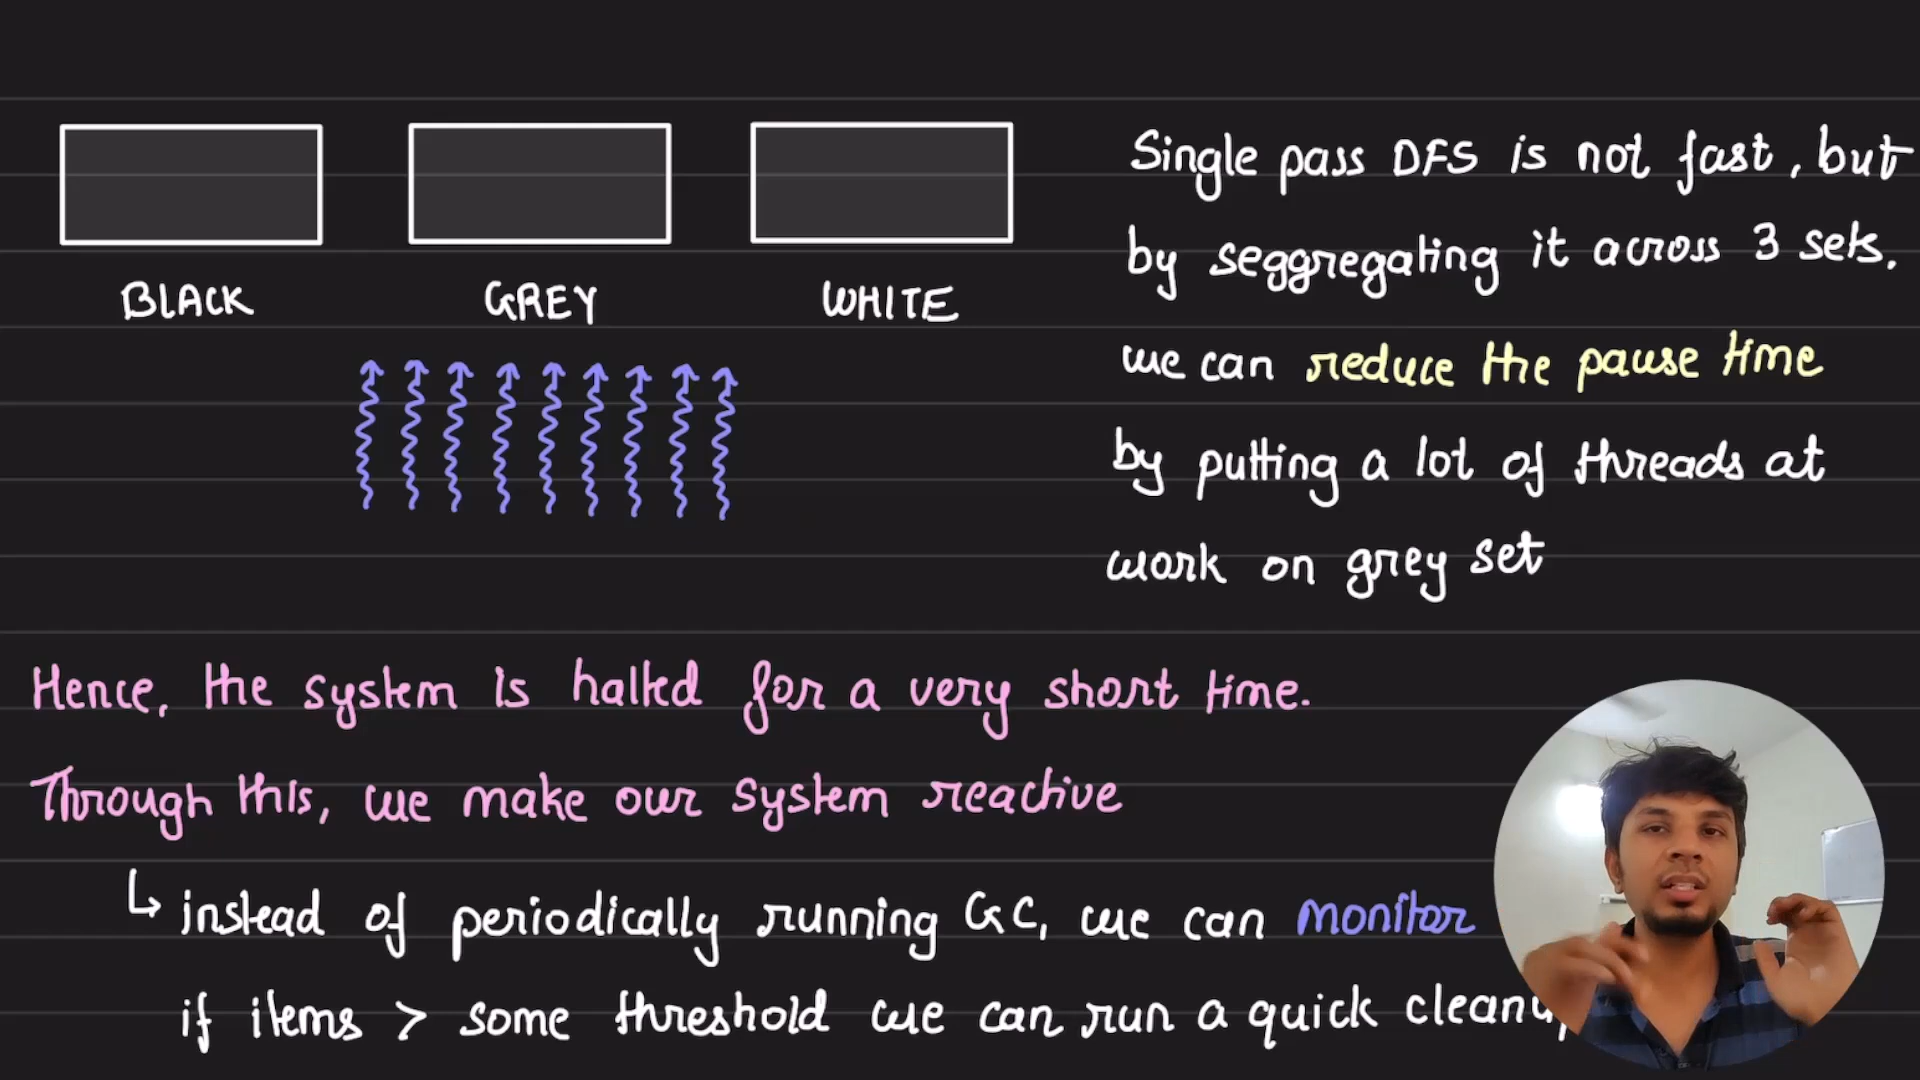 BLACK
GREY
WHITE
Single pass DFS is not fast, but
by seggregating it across 3 sets.
we can reduce the pause time
by putting a lot of threads at
work on grey set
Hence, the system is halted for a very short time.
Through this, we make our system reactive
↳ instead of periodically running GC, we can monitor
if items > some threshold we can run a quick cleanup